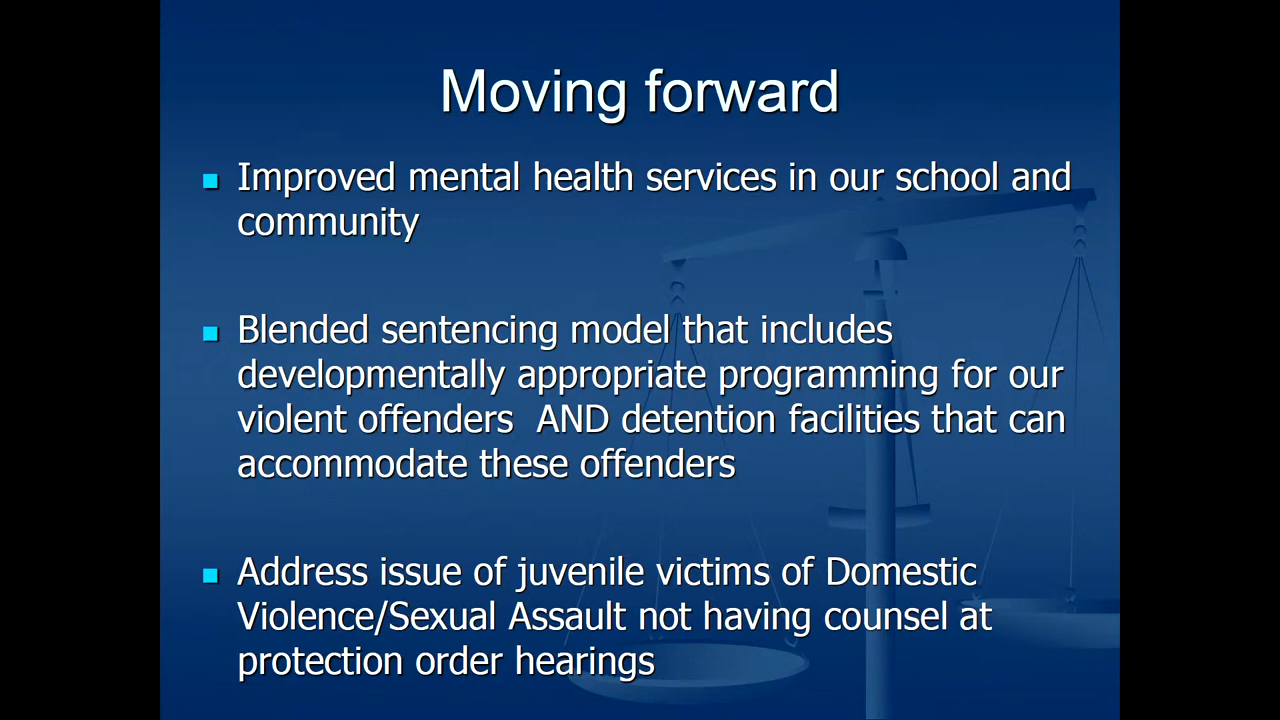 Moving forward
Improved mental health services in our school and
community
Blended sentencing model that includes
developmentally appropriate programming for our
violent offenders  AND detention facilities that can
accommodate these offenders
Address issue of juvenile victims of Domestic
Violence/Sexual Assault not having counsel at
protection order hearings